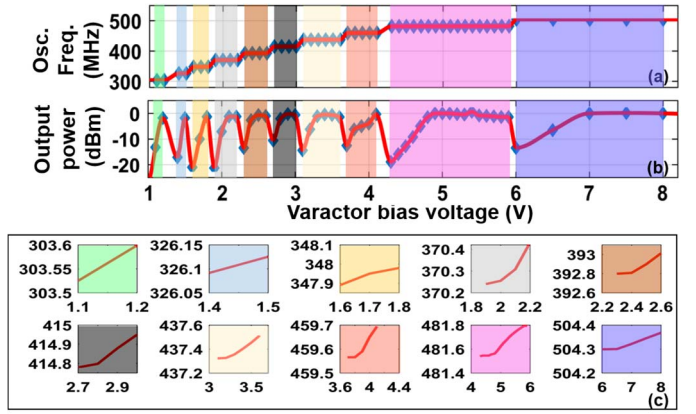 500
400
300
Osc.
Freq.
(MHz)
(a)
0
-10
-20
Output
power
(dBm)
(b)
1 2 3 4 5 6 7 8
Varactor bias voltage (V)
303.6
303.55
303.5
1.1 1.2
326.15
326.1
326.05
1.4 1.5
348.1
348
347.9
1.6 1.7 1.8
370.4
370.3
370.2
1.8 2 2.2
393
392.8
392.6
2.2 2.4 2.6
415
414.9
414.8
2.7 2.9
437.6
437.4
437.2
3 3.3 3.6
459.7
459.6
459.5
3.6 4 4.4
481.8
481.6
481.4
4 5 6
504.4
504.3
504.2
6 7 8
(c)